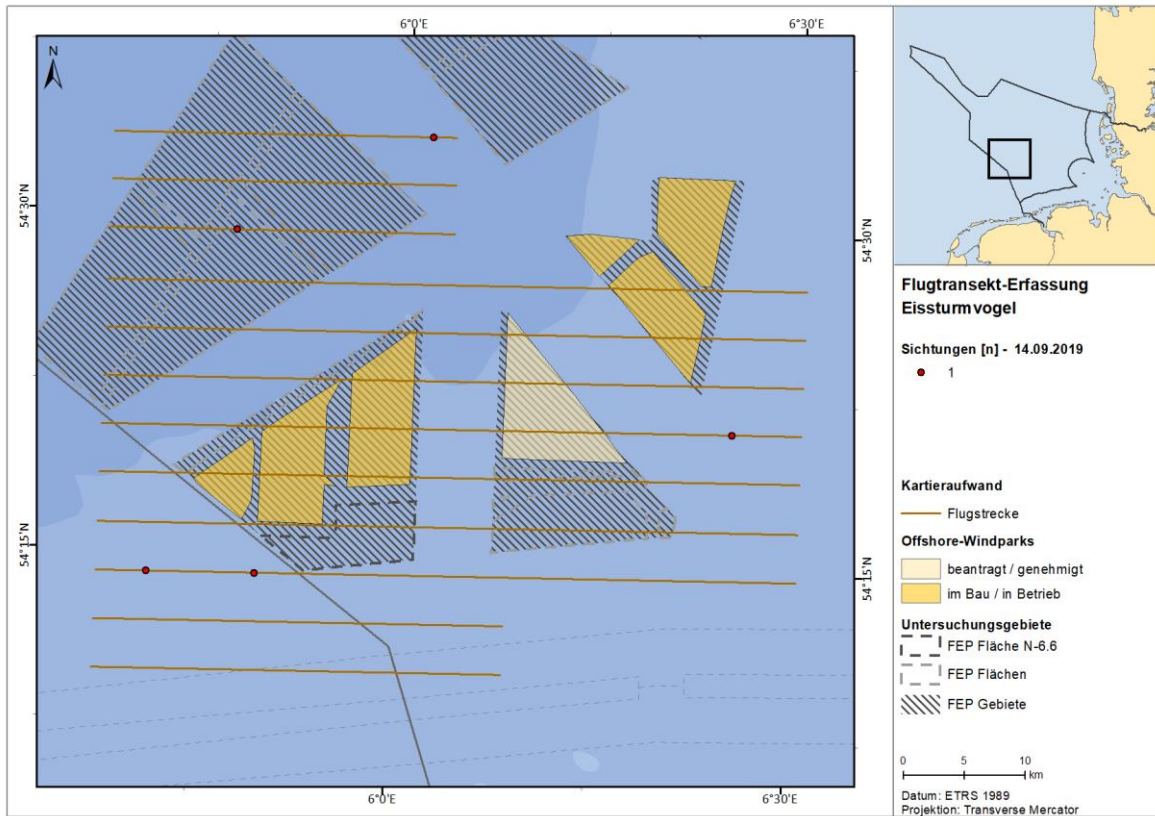 6°0'E
6°30'E
N
54°30'N
54°30'N
54°15'N
54°15'N
6°0'E
6°30'E
Flugtransekt-Erfassung
Eissturmvogel
Sichtungen [n] - 14.09.2019
1
Kartieraufwand
Flugstrecke
Offshore-Windparks
beantragt / genehmigt
im Bau / in Betrieb
Untersuchungsgebiete
FEP Fläche N-6.6
FEP Flächen
FEP Gebiete
0 5 10
km
Datum: ETRS 1989
Projektion: Transverse Mercator